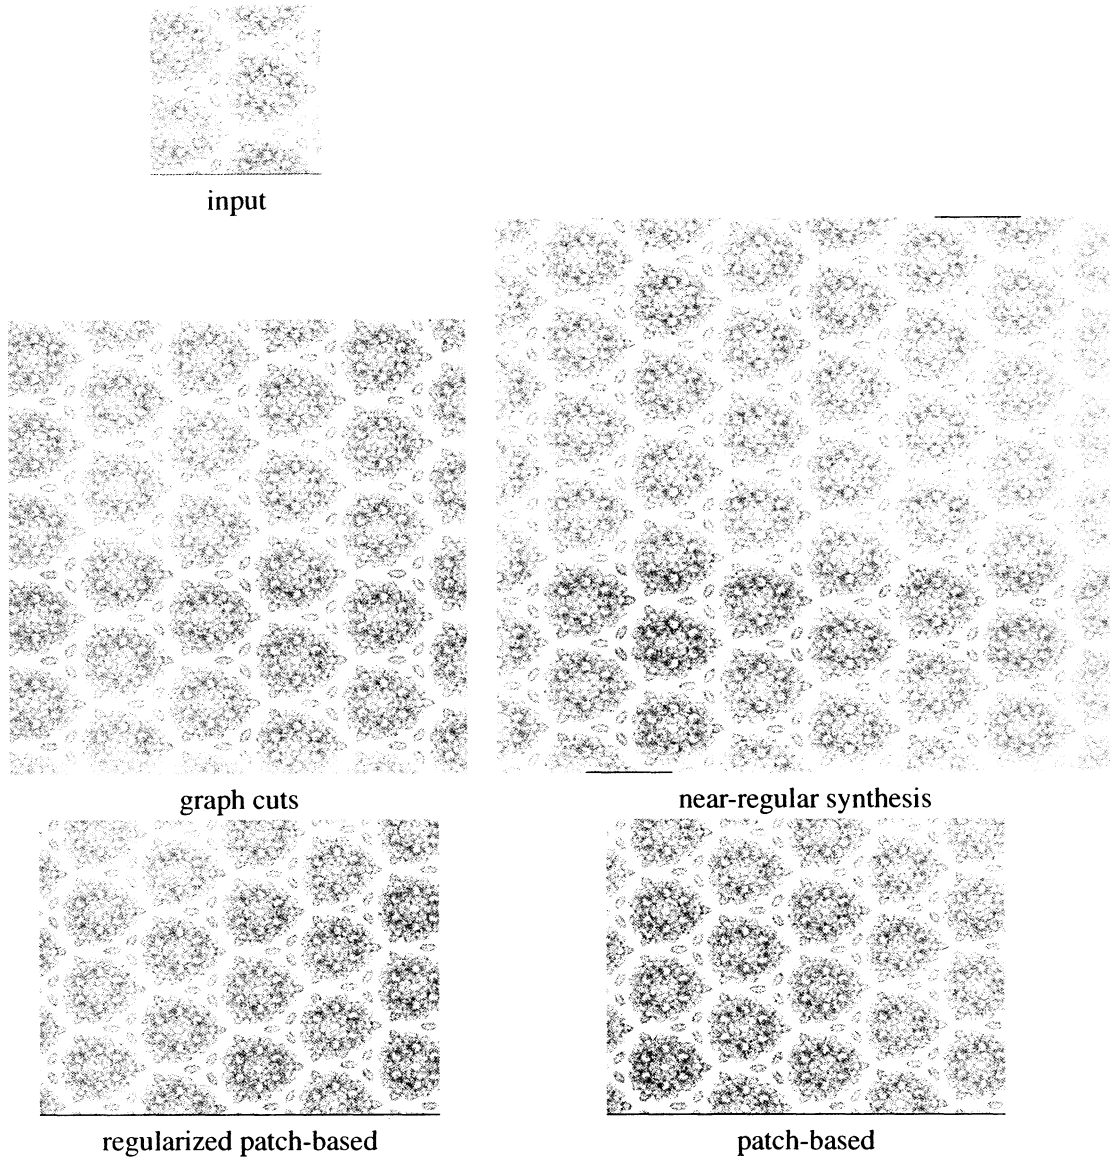 input
graph cuts
near-regular synthesis
regularized patch-based
patch-based